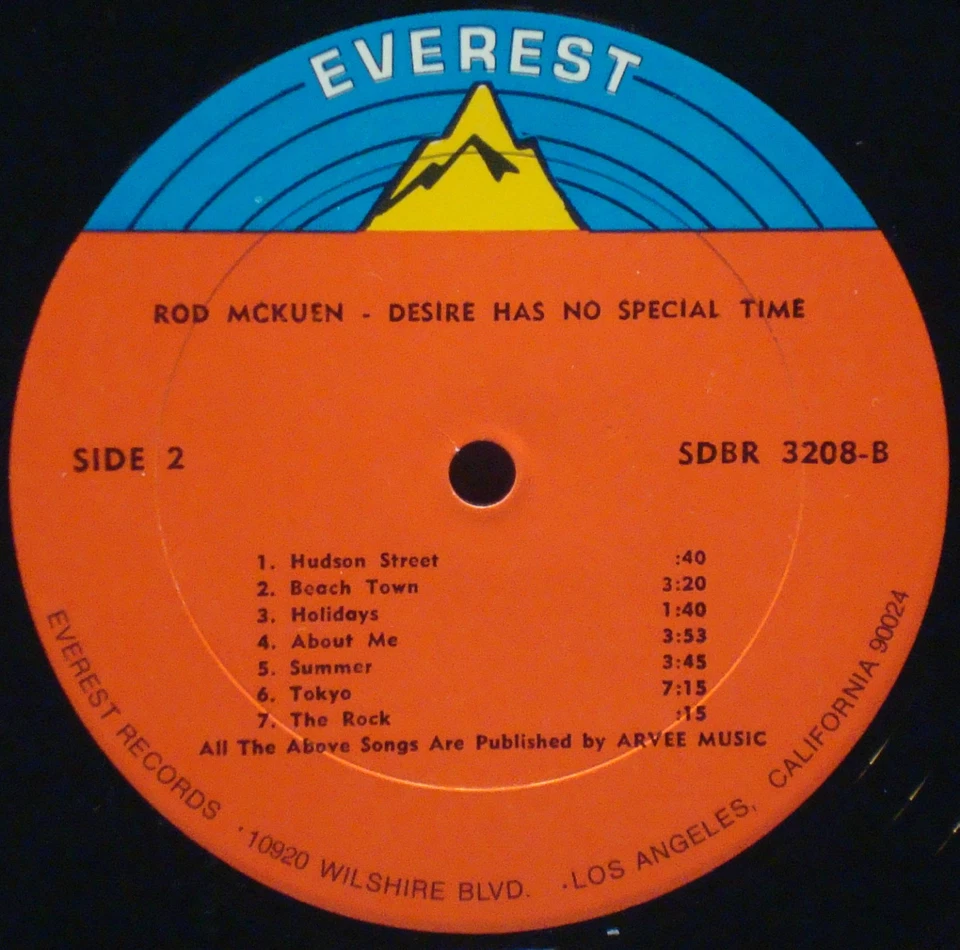 EVEREST
ROD MCKUEN - DESIRE HAS NO SPECIAL TIME
SIDE 2 SDBR 3208-B
1. Hudson Street :40
2. Beach Town 3:20
3. Holidays 1:40
4. About Me 3:53
5. Summer 3:45
6. Tokyo 7:15
7. The Rock :15
All The Above Songs Are Published by ARVEE MUSIC
EVEREST RECORDS · 10920 WILSHIRE BLVD. · LOS ANGELES, CALIFORNIA 90024